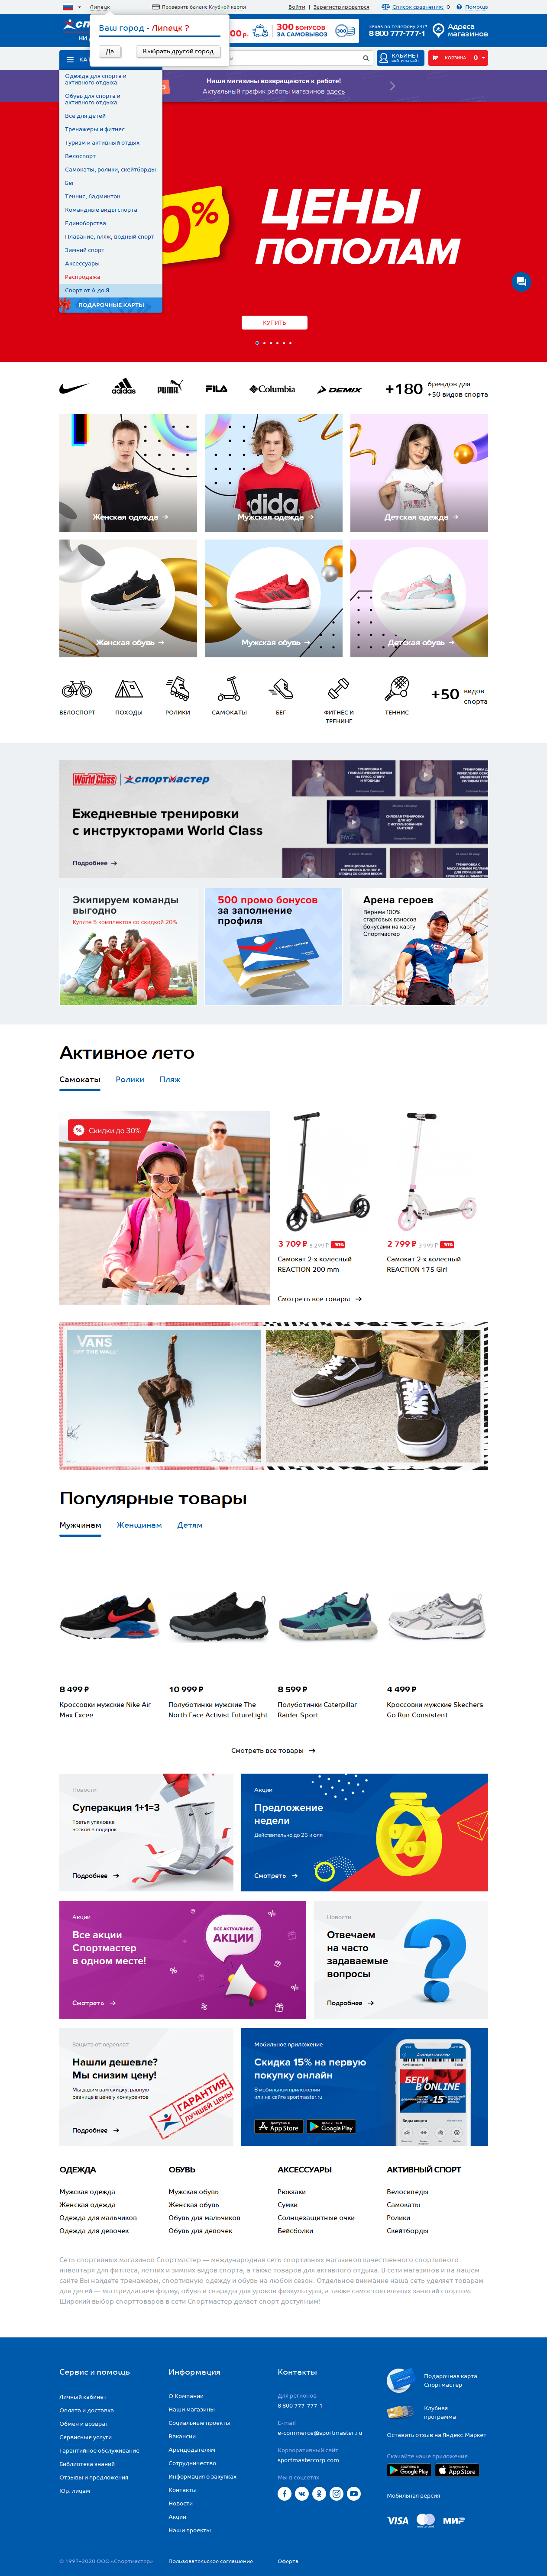 Липецк
Проверить баланс Клубной карты
Войти | Зарегистрироваться
Список сравнения: 0
Помощь
Ваш город - Липецк ?
Да
Выбрать другой город
300 БОНУСОВ
ЗА САМОВЫВОЗ
Заказ по телефону 24/7
8 800 777-777-1
Адреса
магазинов
КАБИНЕТ
КОРЗИНА 0
Наши магазины возвращаются к работе!
Актуальный график работы магазинов здесь
Одежда для спорта и
активного отдыха
Обувь для спорта и
активного отдыха
Все для детей
Тренажеры и фитнес
Туризм и активный отдых
Велоспорт
Самокаты, ролики, скейтборды
Бег
Теннис, бадминтон
Командные виды спорта
Единоборства
Плавание, пляж, водный спорт
Зимний спорт
Аксессуары
Распродажа
Спорт от А до Я
ПОДАРОЧНЫЕ КАРТЫ
ЦЕНЫ
ПОПОЛАМ
КУПИТЬ
adidas
PUMA
FILA
Columbia
DEMIX
+180 брендов для
+50 видов спорта
Женская одежда →
Мужская одежда →
Детская одежда →
Женская обувь →
Мужская обувь →
Детская обувь →
ВЕЛОСПОРТ
ПОХОДЫ
РОЛИКИ
САМОКАТЫ
БЕГ
ФИТНЕС И
ТРЕНИНГ
ТЕННИС
+50 видов
спорта
World Class | СПОРТМАСТЕР
Ежедневные тренировки
с инструкторами World Class
Подробнее →
Экипируем команды
выгодно
Купите 5 комплектов со скидкой 20%
500 промо бонусов
за заполнение
профиля
Арена героев
Вернем 100%
стартовых взносов
бонусами на карту
Спортмастер
Активное лето
Самокаты
Ролики
Пляж
Скидки до 30%
3 709 ₽ 5 299 ₽ -30%
Самокат 2-х колесный
REACTION 200 mm
2 799 ₽ 3 999 ₽ -30%
Самокат 2-х колесный
REACTION 175 Girl
Смотреть все товары →
VANS
"OFF THE WALL"
Популярные товары
Мужчинам
Женщинам
Детям
8 499 ₽
Кроссовки мужские Nike Air
Max Excee
10 999 ₽
Полуботинки мужские The
North Face Activist FutureLight
8 599 ₽
Полуботинки Caterpillar
Raider Sport
4 499 ₽
Кроссовки мужские Skechers
Go Run Consistent
Смотреть все товары →
Новости
Суперакция 1+1=3
Третья упаковка
носков в подарок
Подробнее →
Акции
Предложение
недели
Действительно до 26 июля
Смотреть →
Акции
Все акции
Спортмастер
в одном месте!
Смотреть →
ВСЕ АКТУАЛЬНЫЕ
АКЦИИ
Новости
Отвечаем
на часто
задаваемые
вопросы
Подробнее →
Защита от переплат
Нашли дешевле?
Мы снизим цену!
Мы дадим вам скидку, равную
разнице в цене у конкурентов
Подробнее →
ГАРАНТИЯ
ЛУЧШЕЙ ЦЕНЫ
Мобильное приложение
Скидка 15% на первую
покупку онлайн
В мобильном приложении
или на сайте sportmaster.ru
App Store
Google Play
БЕГИ
В ONLINE
ОДЕЖДА
Мужская одежда
Женская одежда
Одежда для мальчиков
Одежда для девочек
ОБУВЬ
Мужская обувь
Женская обувь
Обувь для мальчиков
Обувь для девочек
АКСЕССУАРЫ
Рюкзаки
Сумки
Солнцезащитные очки
Бейсболки
АКТИВНЫЙ СПОРТ
Велосипеды
Самокаты
Ролики
Скейтборды
Сеть спортивных магазинов Спортмастер — международная сеть спортивных магазинов качественного спортивного
инвентаря для фитнеса, летних и зимних видов спорта, а также товаров для активного отдыха. В сети магазинов и на нашем
сайте Вы найдете тренажеры, спортивную одежду и обувь на любой сезон. Отдельное внимание наша сеть уделяет товарам
для детей — мы предлагаем форму, обувь и снаряды для уроков физкультуры, а также самостоятельных занятий спортом.
Широкий выбор спорттоваров в сети Спортмастер делает спорт доступным!
Сервис и помощь
Личный кабинет
Оплата и доставка
Обмен и возврат
Сервисные услуги
Гарантийное обслуживание
Библиотека знаний
Отзывы и предложения
Юр. лицам
Информация
О Компании
Наши магазины
Социальные проекты
Вакансии
Арендодателям
Сотрудничество
Информация о закупках
Контакты
Новости
Акции
Наши проекты
Контакты
Для регионов
8 800 777-777-1
E-mail
e-commerce@sportmaster.ru
Корпоративный сайт
sportmastercorp.com
Мы в соцсетях
Подарочная карта
Спортмастер
Клубная
программа
Оставить отзыв на Яндекс.Маркет
Скачайте наше приложение
Google Play
App Store
Мобильная версия
VISA
МИР
© 1997–2020 ООО «Спортмастер»
Пользовательское соглашение
Оферта